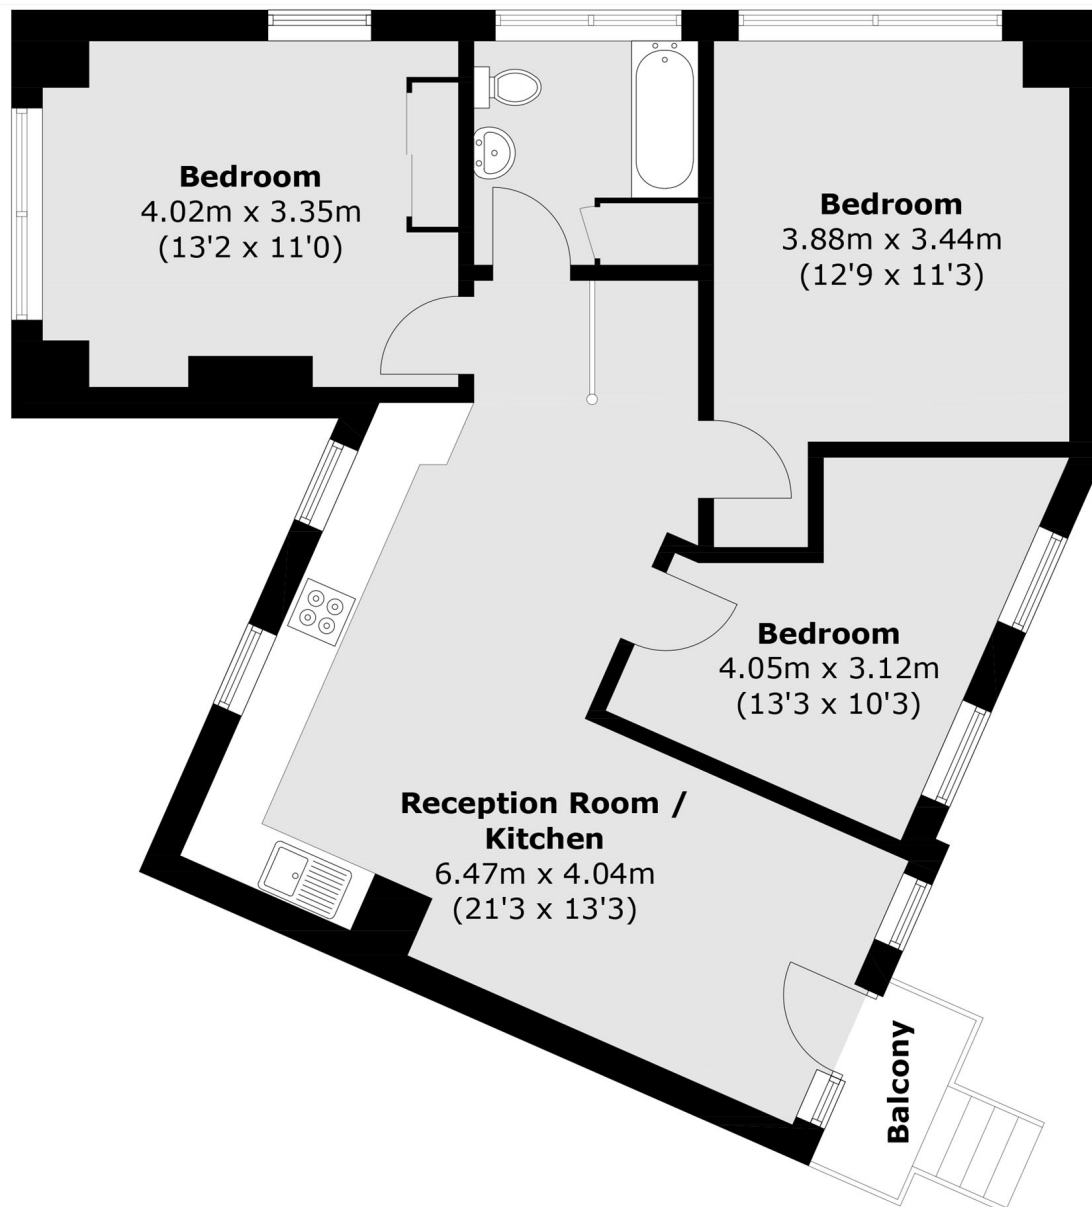 Bedroom
4.02m x 3.35m
(13'2 x 11'0)
Bedroom
3.88m x 3.44m
(12'9 x 11'3)
Bedroom
4.05m x 3.12m
(13'3 x 10'3)
Reception Room /
Kitchen
6.47m x 4.04m
(21'3 x 13'3)
Balcony